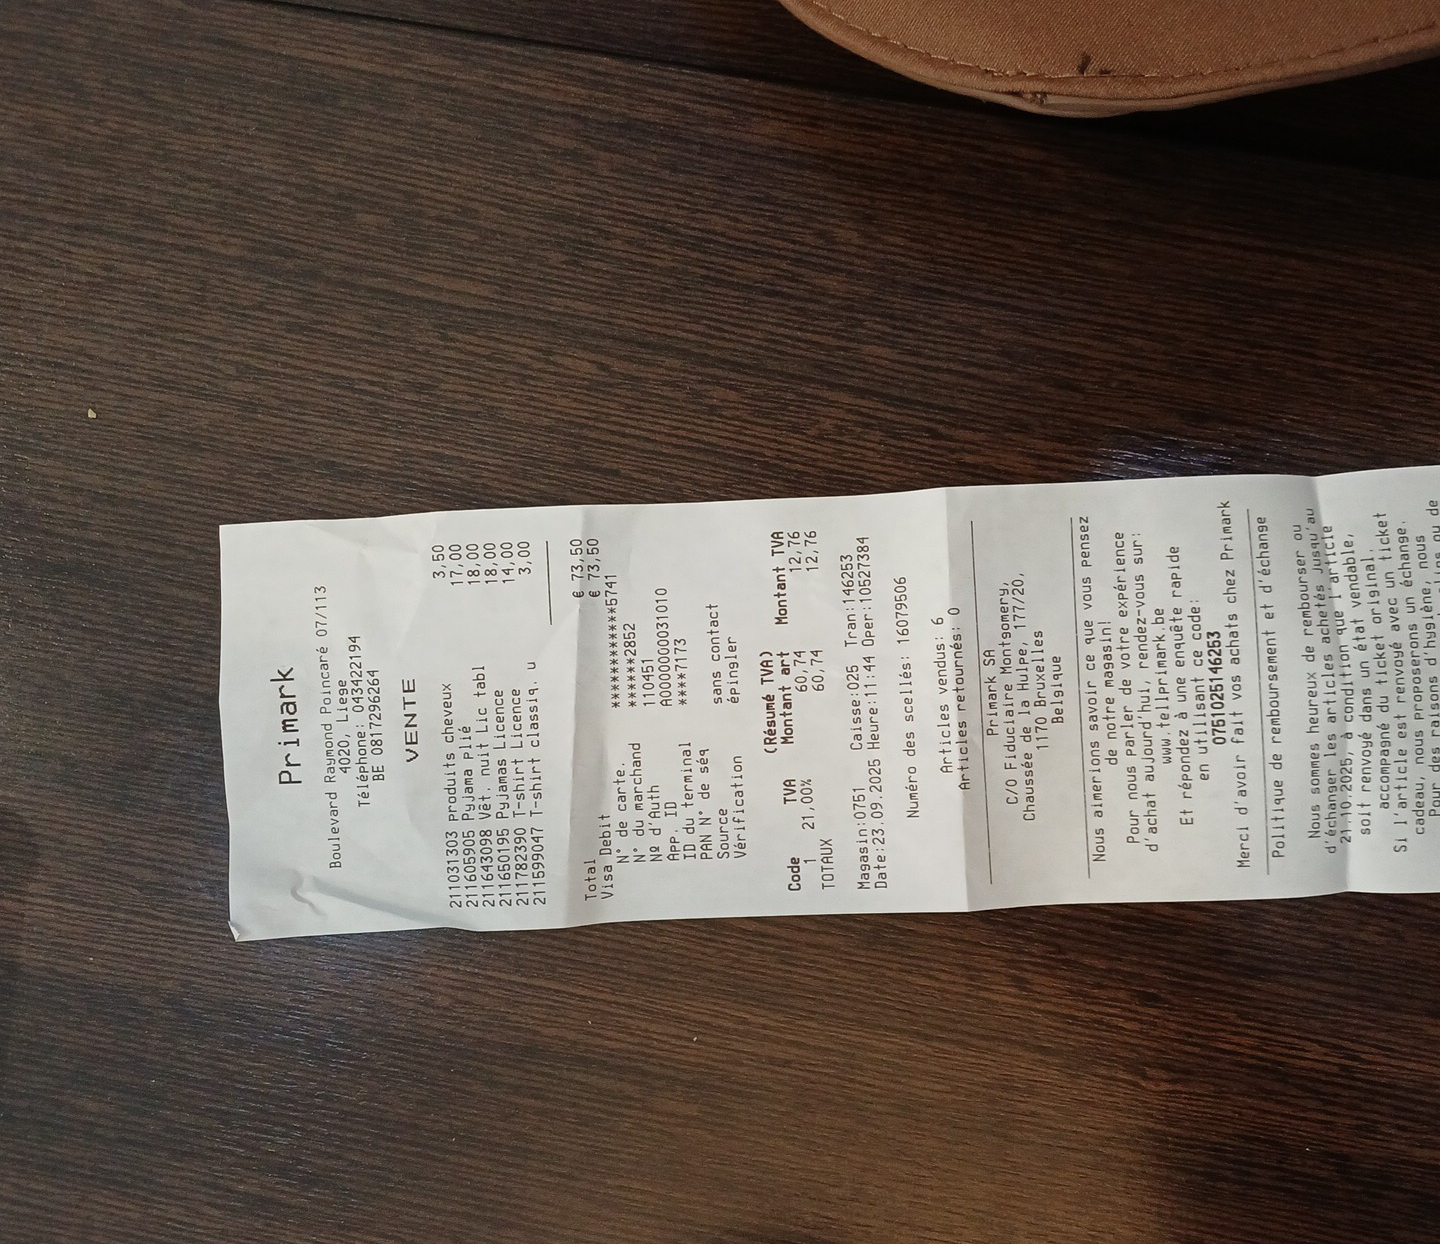 Primark
Boulevard Raymond Poincaré 07/113
4020, Liege
Téléphone: 043422194
BE 0817296264
VENTE
211031303 Produits cheveux 3,50
211605905 Pyjama plié 17,00
211643098 Vêt. nuit Lic tabl 18,00
211650195 Pyjamas Licence 18,00
211782390 T-shirt Licence 14,00
211599047 T-shirt classiq. u 3,00
Total € 73,50
Visa Debit € 73,50
N° de carte. ************5741
N° du marchand *****2852
Nº d'Auth 110451
App. ID A0000000031010
ID du terminal ****7173
PAN N° de séq
Source sans contact
Vérification épingler
(Résumé TVA)
Code TVA Montant art Montant TVA
1 21,00% 60,74 12,76
TOTAUX 60,74 12,76
Magasin:0751 Caisse:025 Tran:146253
Date:23.09.2025 Heure:11:44 Oper:10527384
Numéro des scellés: 16079506
Articles vendus: 6
Articles retournés: 0
Primark SA
C/O Fiduciaire Montgomery,
Chaussée de la Hulpe, 177/20,
1170 Bruxelles
Belgique
Nous aimerions savoir ce que vous pensez
de notre magasin!
Pour nous parler de votre expérience
d'achat aujourd'hui, rendez-vous sur:
www.tellprimark.be
Et répondez à une enquête rapide
en utilisant ce code:
0751025146253
Merci d'avoir fait vos achats chez Primark
Politique de remboursement et d'échange
Nous sommes heureux de rembourser ou
d'échanger les articles achetés jusqu'au
21.10.2025, à condition que l'article
soit renvoyé dans un état vendable,
accompagné du ticket original.
Si l'article est renvoyé avec un ticket
cadeau, nous proposerons un échange.
Pour des raisons d'hygiène, nous